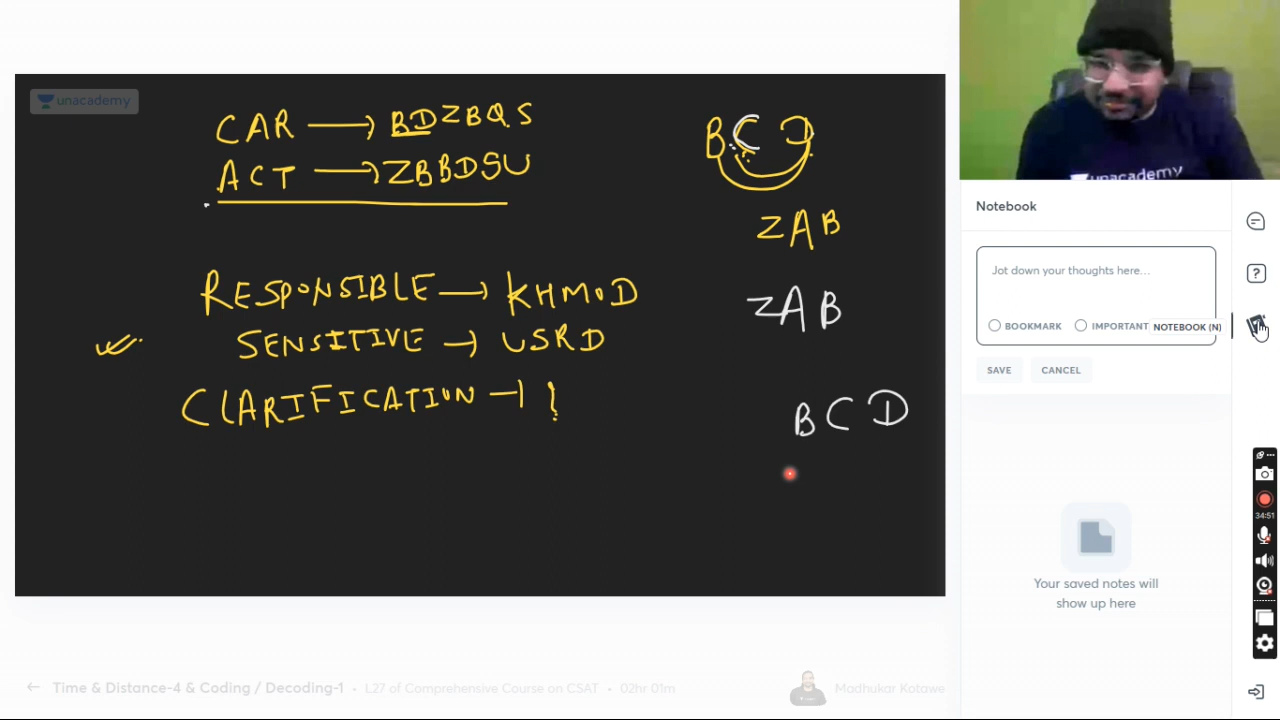 unacademy
CAR → BDZBQS
ACT → ZBBDSU
BCD
ZAB
ZAB
RESPONSIBLE → KHMOD
SENSITIVE → USRD
CLARIFICATION → ?
BCD
unacademy
Notebook
Jot down your thoughts here...
BOOKMARK
IMPORTANT
NOTEBOOK (N)
SAVE
CANCEL
?
34:51
Your saved notes will
show up here
Time & Distance-4 & Coding / Decoding-1 • L27 of Comprehensive Course on CSAT • 02hr 01m
Madhukar Kotawe